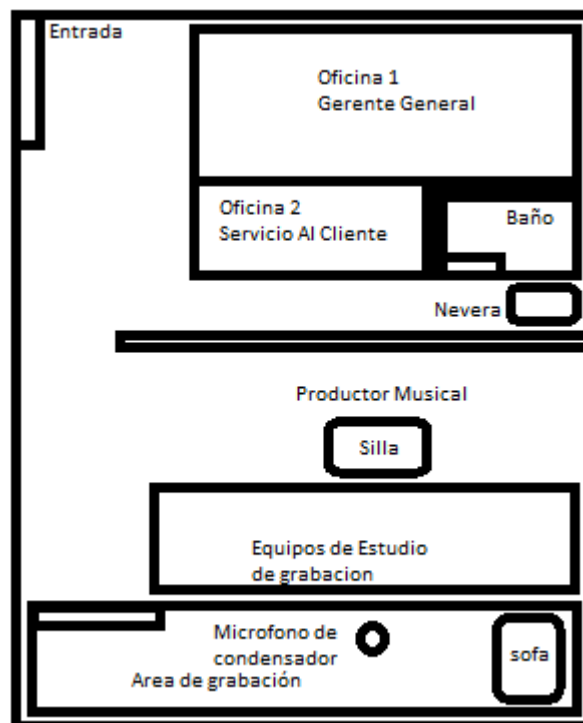 Entrada
Oficina 1
Gerente General
Oficina 2
Servicio Al Cliente
Baño
Nevera
Productor Musical
Silla
Equipos de Estudio
de grabacion
Microfono de
condensador
sofa
Area de grabación